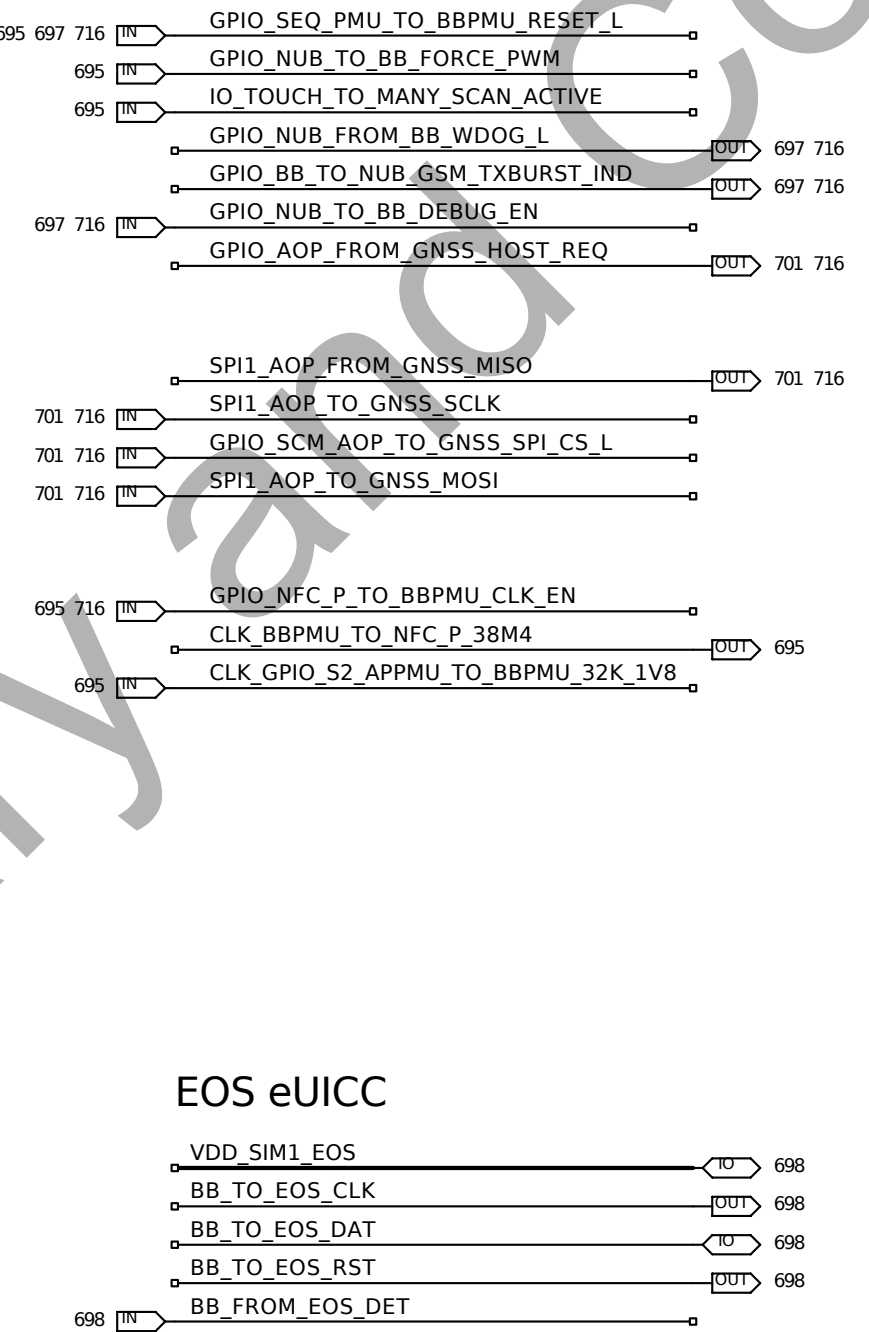 695 697 716 IN GPIO_SEQ_PMU_TO_BBPMU_RESET_L
695 IN GPIO_NUB_TO_BB_FORCE_PWM
695 IN IO_TOUCH_TO_MANY_SCAN_ACTIVE
GPIO_NUB_FROM_BB_WDOG_L OUT 697 716
GPIO_BB_TO_NUB_GSM_TXBURST_IND OUT 697 716
697 716 IN GPIO_NUB_TO_BB_DEBUG_EN
GPIO_AOP_FROM_GNSS_HOST_REQ OUT 701 716
SPI1_AOP_FROM_GNSS_MISO OUT 701 716
701 716 IN SPI1_AOP_TO_GNSS_SCLK
701 716 IN GPIO_SCM_AOP_TO_GNSS_SPI_CS_L
701 716 IN SPI1_AOP_TO_GNSS_MOSI
695 716 IN GPIO_NFC_P_TO_BBPMU_CLK_EN
CLK_BBPMU_TO_NFC_P_38M4 OUT 695
695 IN CLK_GPIO_S2_APPMU_TO_BBPMU_32K_1V8
EOS eUICC
VDD_SIM1_EOS IO 698
BB_TO_EOS_CLK OUT 698
BB_TO_EOS_DAT IO 698
BB_TO_EOS_RST OUT 698
698 IN BB_FROM_EOS_DET
and